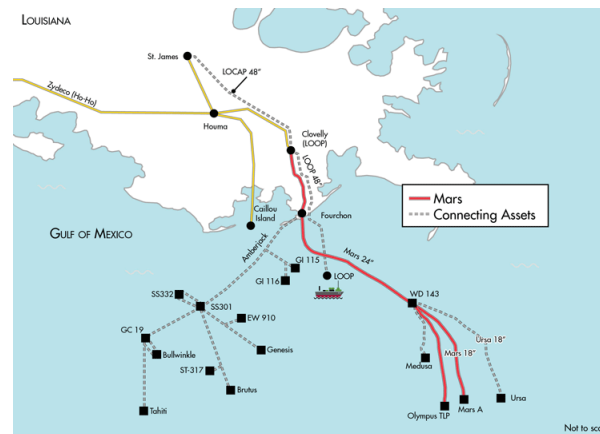 LOUISIANA
St. James
LOCAP 48"
Zydeco (Ho-Ho)
Houma
Clovelly
(LOOP)
LOOP 48"
Caillou
Island
Fourchon
Mars
Connecting Assets
GULF OF MEXICO
Amberjack
Mars 24"
GI 115
GI 116
LOOP
SS332
SS301
WD 143
EW 910
GC 19
Bullwinkle
Genesis
Ursa 18"
Mars 18"
Medusa
ST-317
Brutus
Tahiti
Olympus TLP
Mars A
Ursa
Not to sc